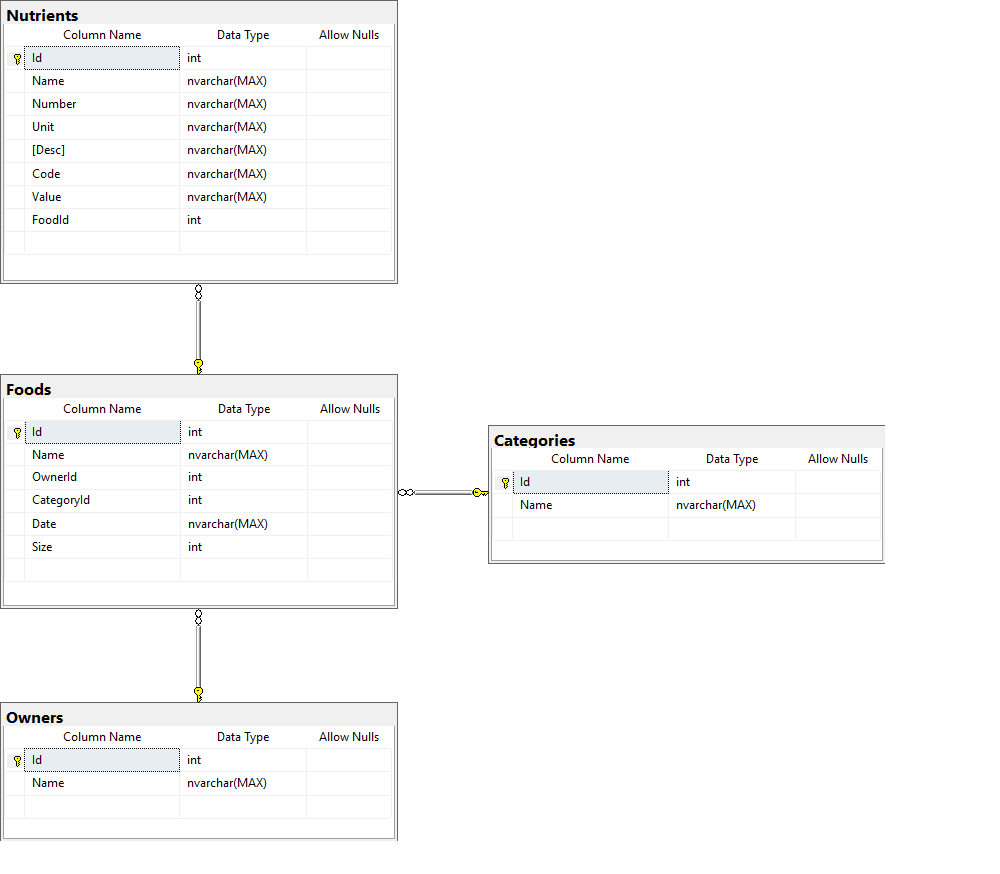 Nutrients
Column Name Data Type Allow Nulls
Id int
Name nvarchar(MAX)
Number nvarchar(MAX)
Unit nvarchar(MAX)
[Desc] nvarchar(MAX)
Code nvarchar(MAX)
Value nvarchar(MAX)
FoodId int
Foods
Column Name Data Type Allow Nulls
Id int
Name nvarchar(MAX)
OwnerId int
CategoryId int
Date nvarchar(MAX)
Size int
Categories
Column Name Data Type Allow Nulls
Id int
Name nvarchar(MAX)
Owners
Column Name Data Type Allow Nulls
Id int
Name nvarchar(MAX)